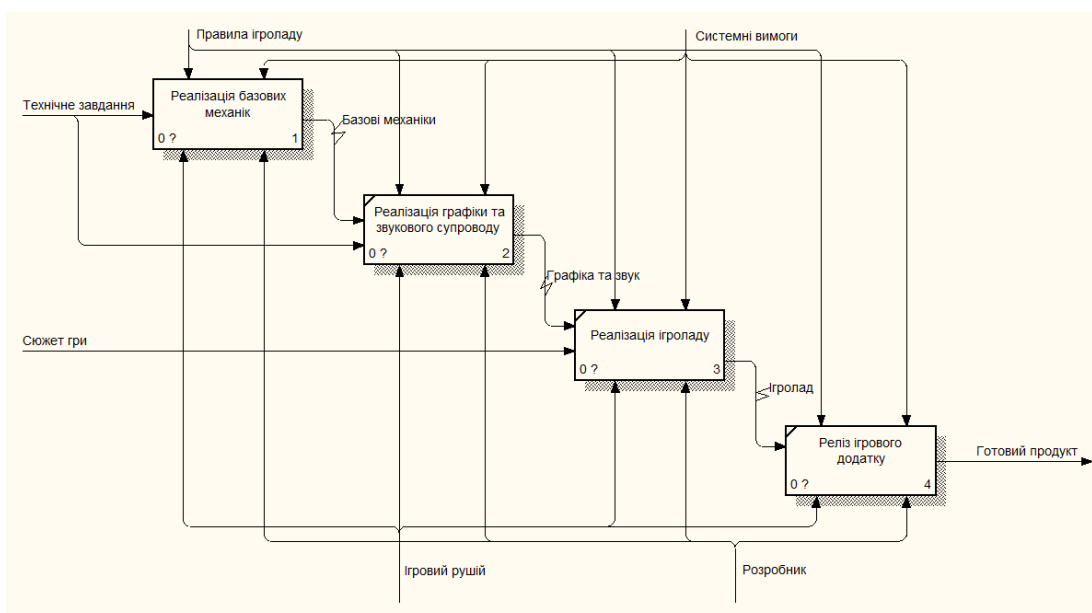 Правила ігроладу
Системні вимоги
Технічне завдання
Реалізація базових
механік
0 ?
1
Базові механіки
Реалізація графіки та
звукового супроводу
0 ?
2
Графіка та звук
Сюжет гри
Реалізація ігроладу
0 ?
3
Ігролад
Реліз ігрового
додатку
0 ?
4
Готовий продукт
Ігровий рушій
Розробник